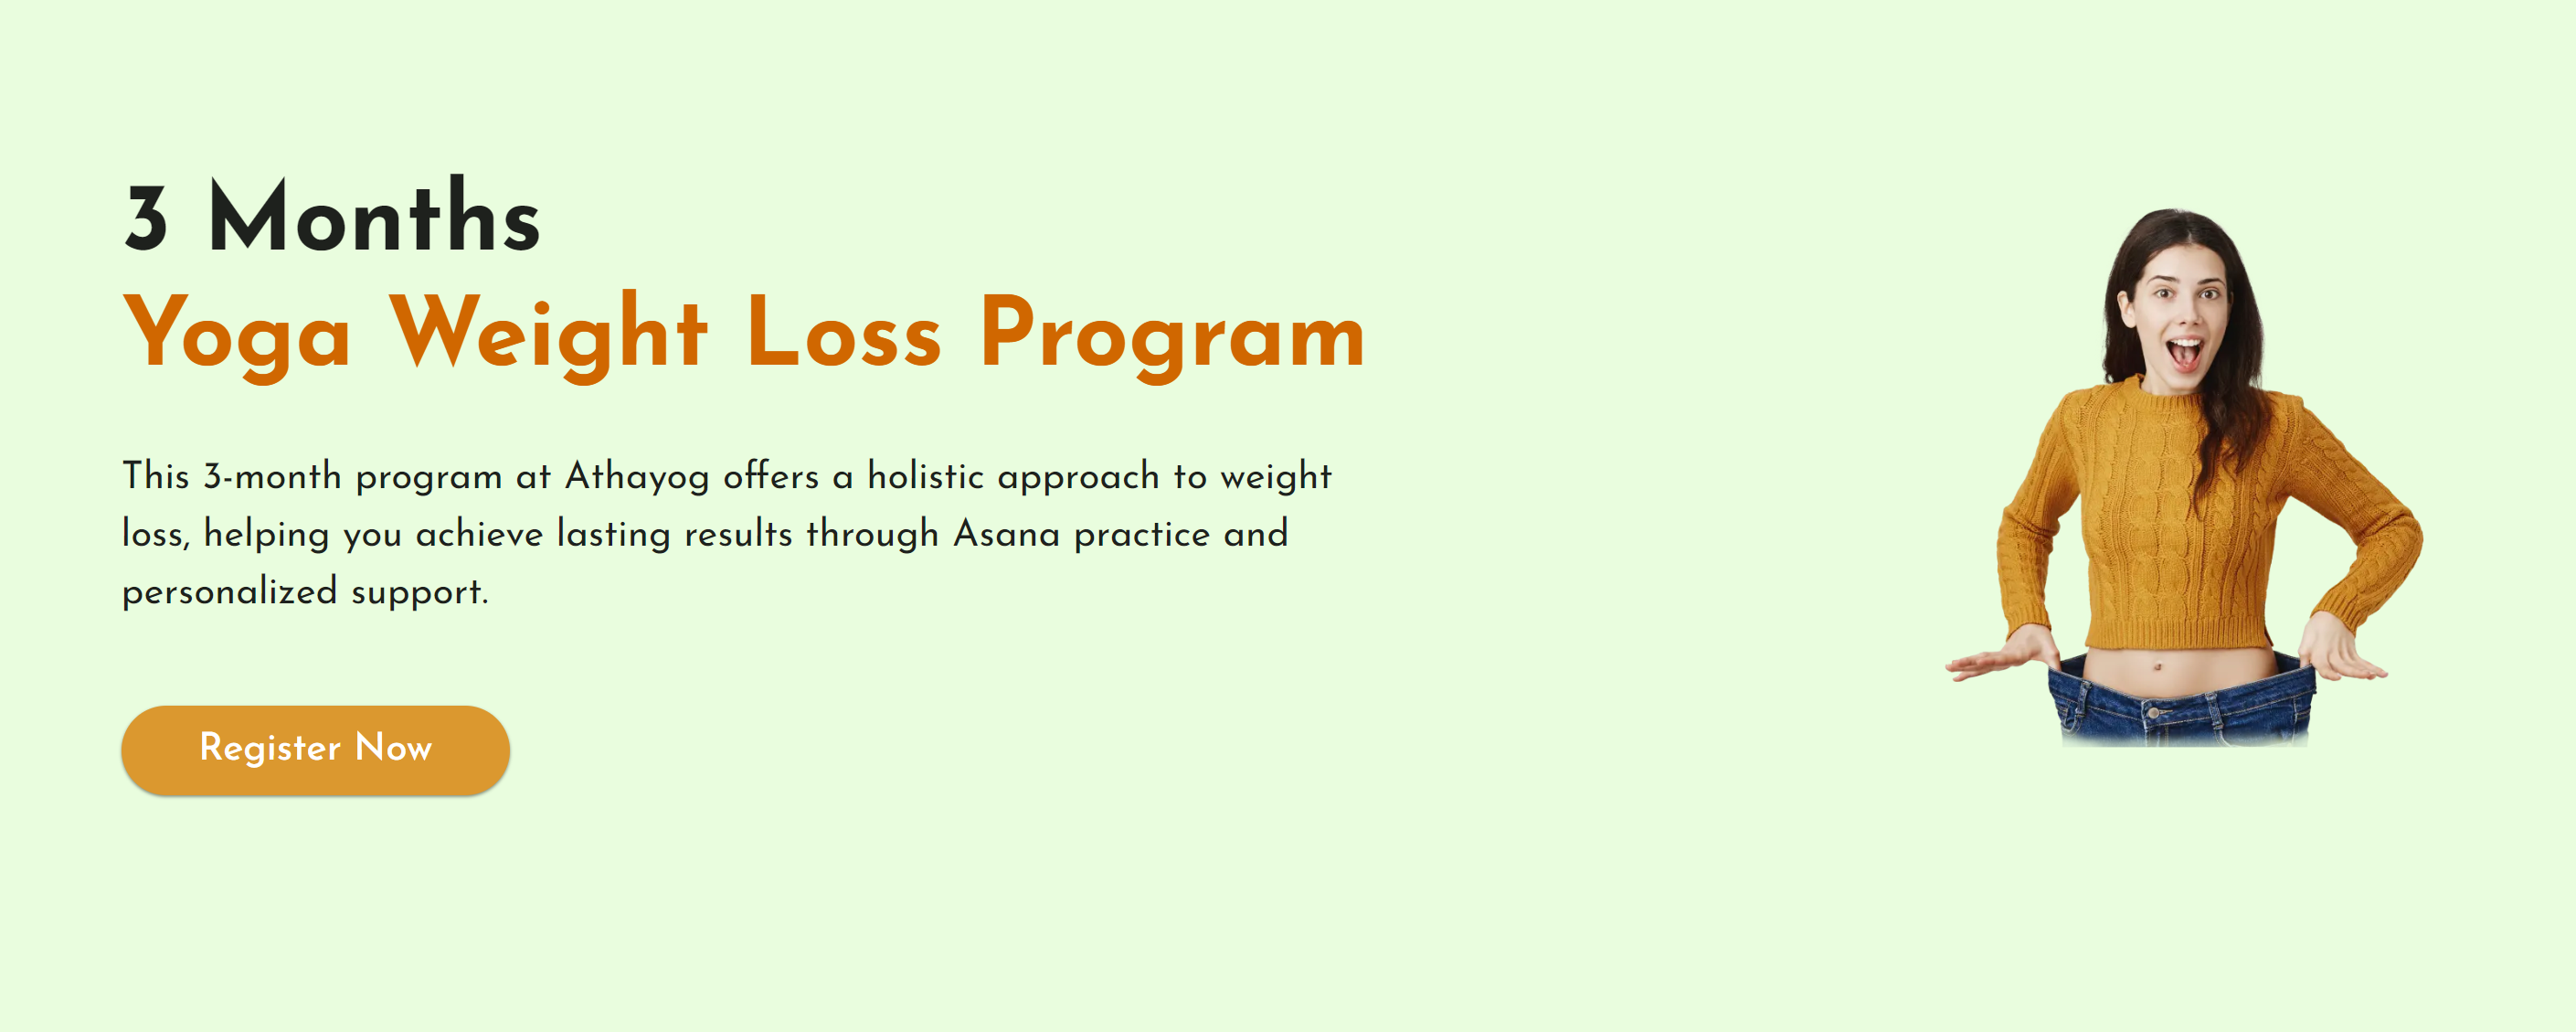 3 Months
Yoga Weight Loss Program
This 3-month program at Athayog offers a holistic approach to weight
loss, helping you achieve lasting results through Asana practice and
personalized support.
Register Now